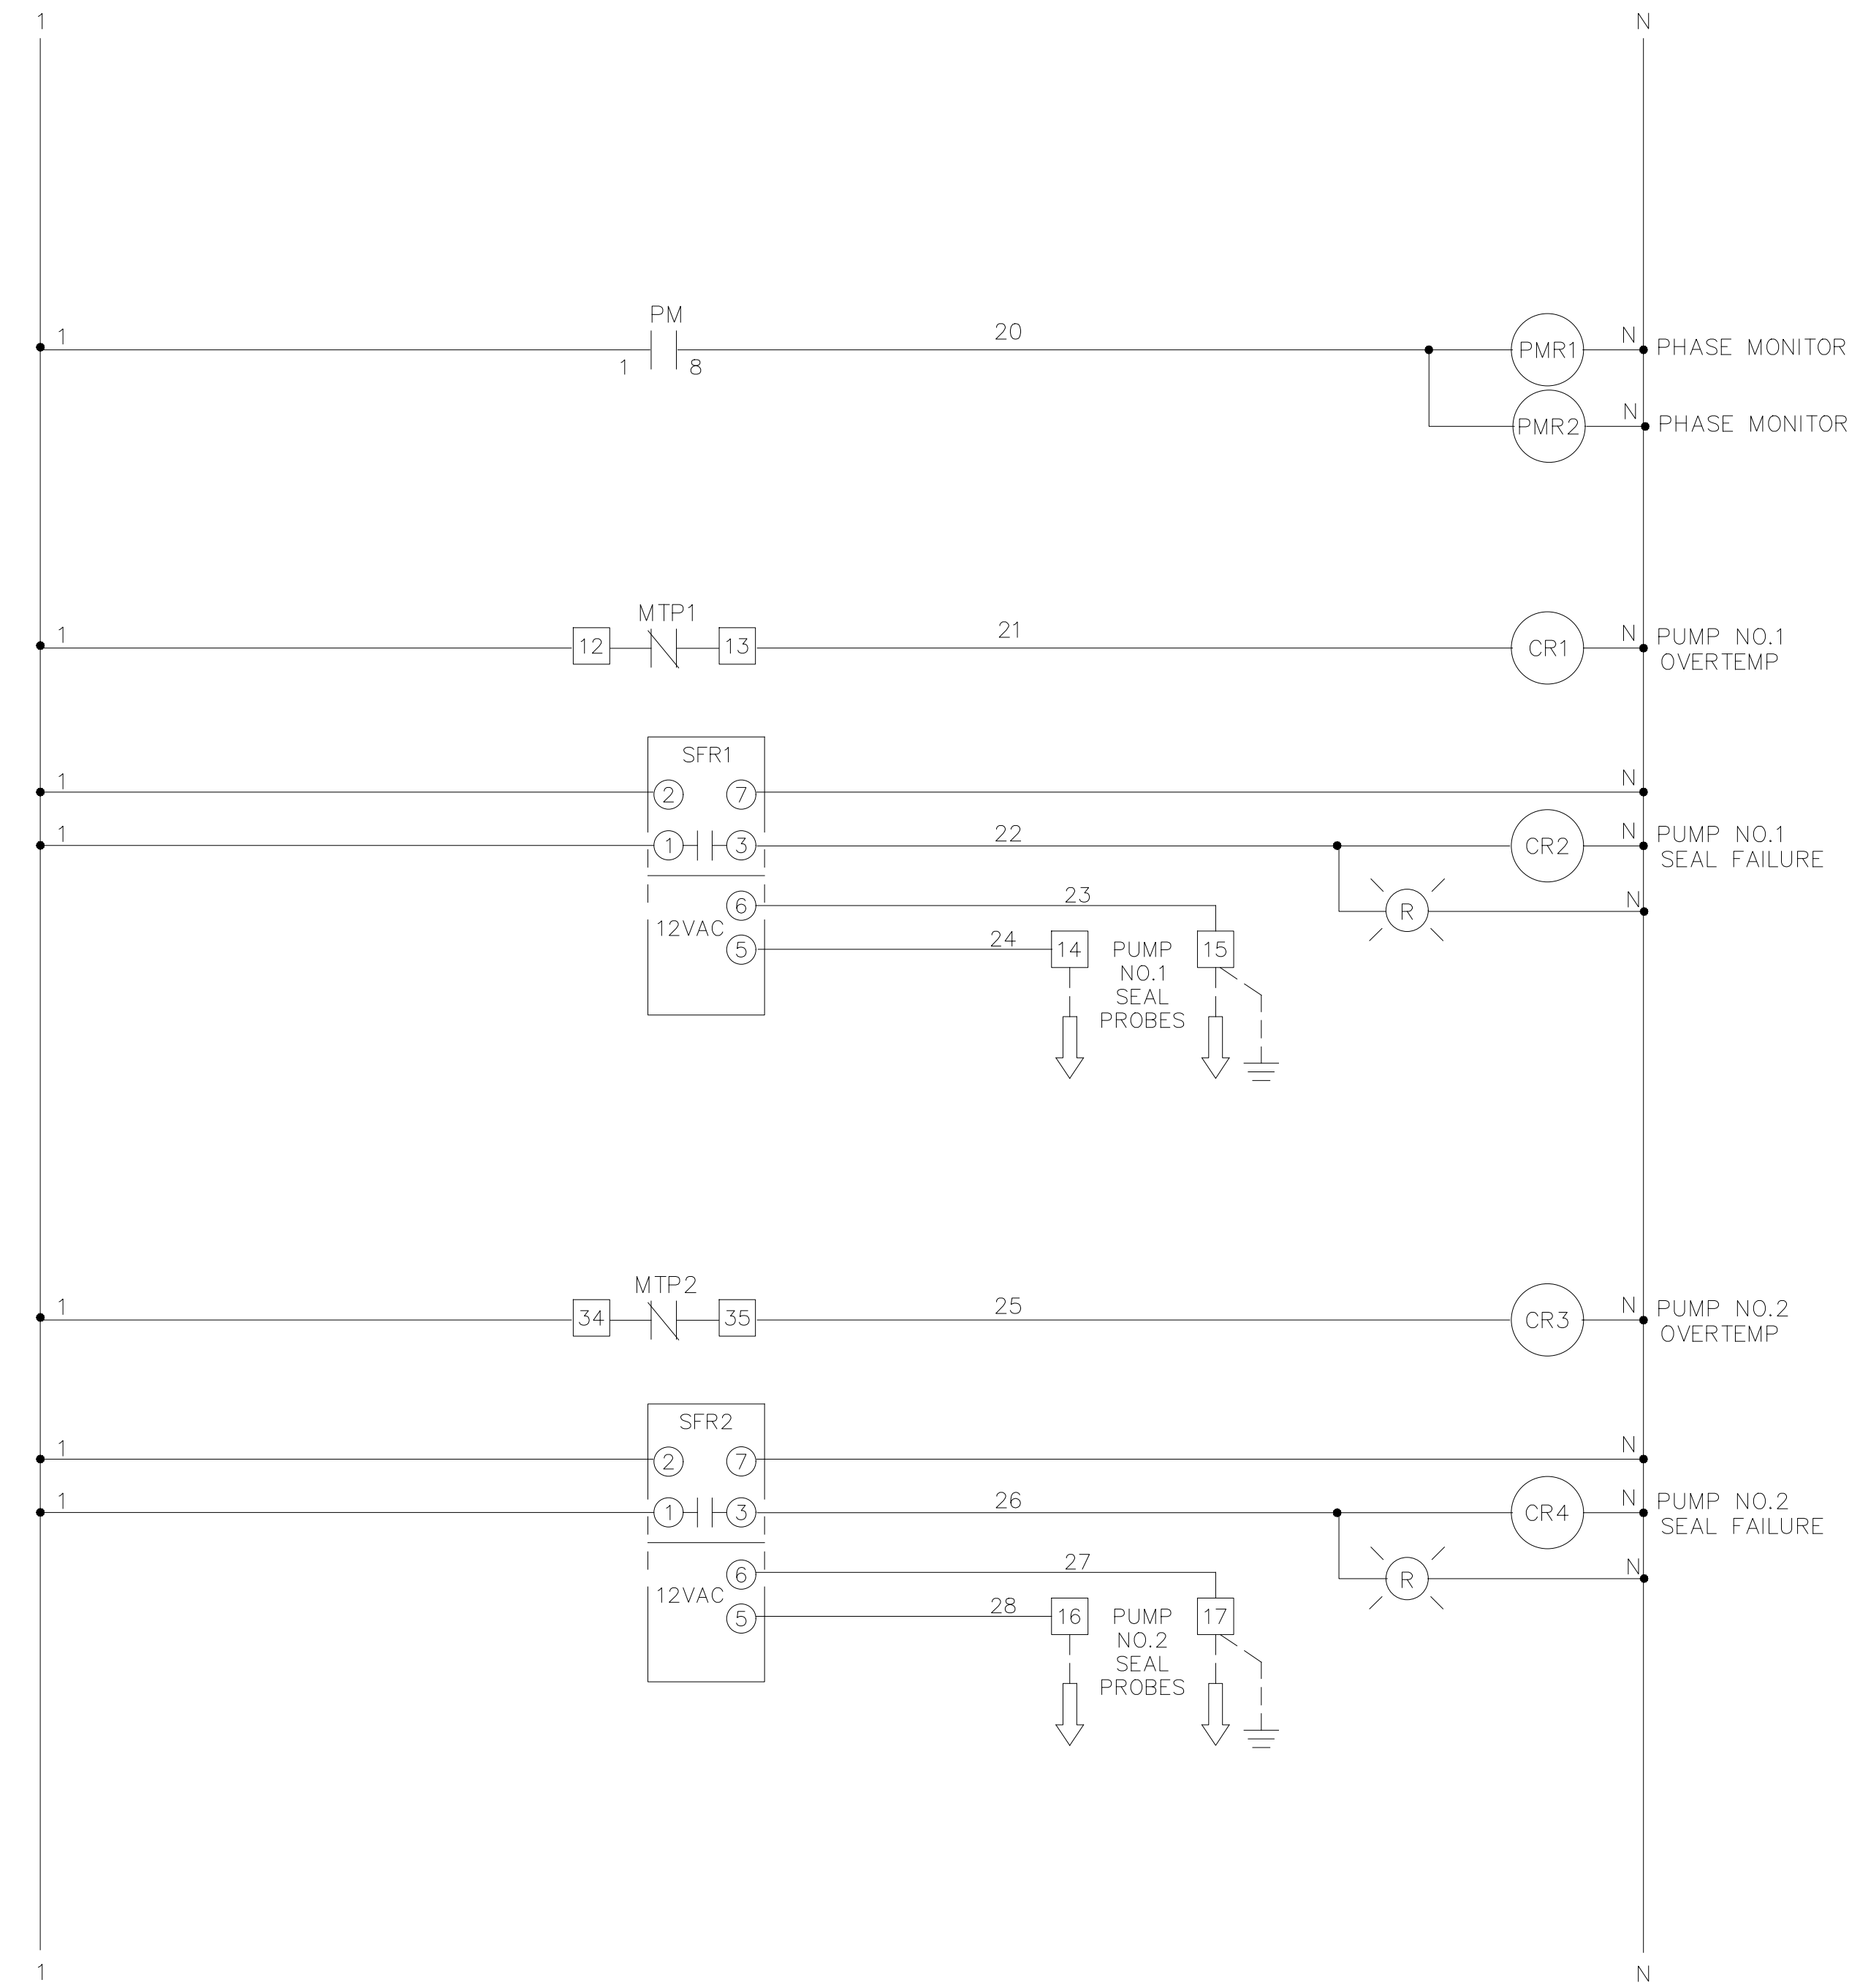 1 N
PM
1 20 N PHASE MONITOR
1 8 PMR1
N PHASE MONITOR
PMR2
MTP1
1 12 13 21 CR1 N PUMP NO.1
OVERTEMP
SFR1
1 2 7 N
1 1 3 22 CR2 N PUMP NO.1
SEAL FAILURE
6 23 R N
12VAC
5 24 14 PUMP 15
NO.1
SEAL
PROBES
MTP2
1 34 35 25 CR3 N PUMP NO.2
OVERTEMP
SFR2
1 2 7 N
1 1 3 26 CR4 N PUMP NO.2
SEAL FAILURE
6 27 R N
12VAC
5 28 16 PUMP 17
NO.2
SEAL
PROBES
1 N